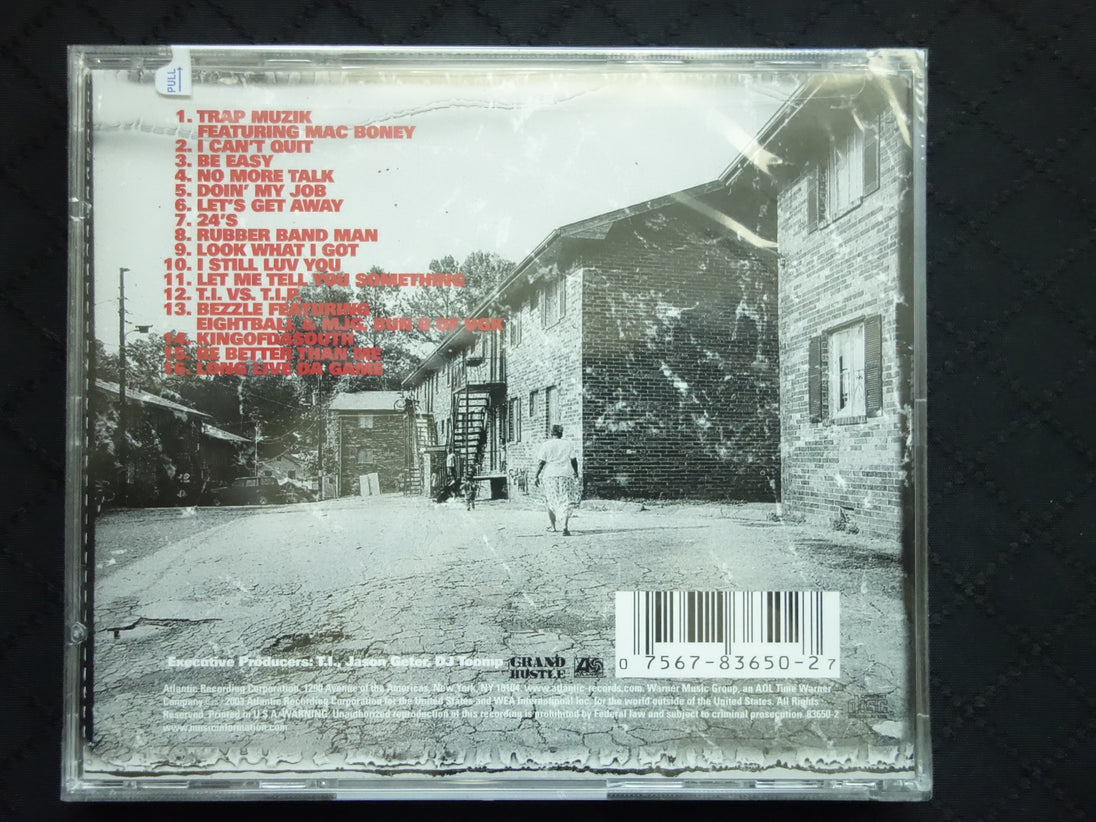 PULL
1. TRAP MUZIK
FEATURING MAC BONEY
2. I CAN'T QUIT
3. BE EASY
4. NO MORE TALK
5. DOIN' MY JOB
6. LET'S GET AWAY
7. 24'S
8. RUBBER BAND MAN
9. LOOK WHAT I GOT
10. I STILL LUV YOU
11. LET ME TELL YOU SOMETHING
12. T.I. VS. T.I.P.
13. BEZZLE FEATURING
EIGHTBALL & MJG, BUN B OF UGK
14. KINGOFDASOUTH
15. BE BETTER THAN ME
16. LONG LIVE DA GAME
Executive Producers: T.I., Jason Geter, DJ Toomp
GRAND
HUSTLE
0 7567-83650-2 7
Atlantic Recording Corporation, 1290 Avenue of the Americas, New York, NY 10104. www.atlantic-records.com. Warner Music Group, an AOL Time Warner
Company. 2003 Atlantic Recording Corporation for the United States and WEA International Inc. for the world outside of the United States. All Rights
Reserved. Printed in U.S.A. WARNING: Unauthorized reproduction of this recording is prohibited by Federal law and subject to criminal prosecution. 83650-2
www.musicinformation.com